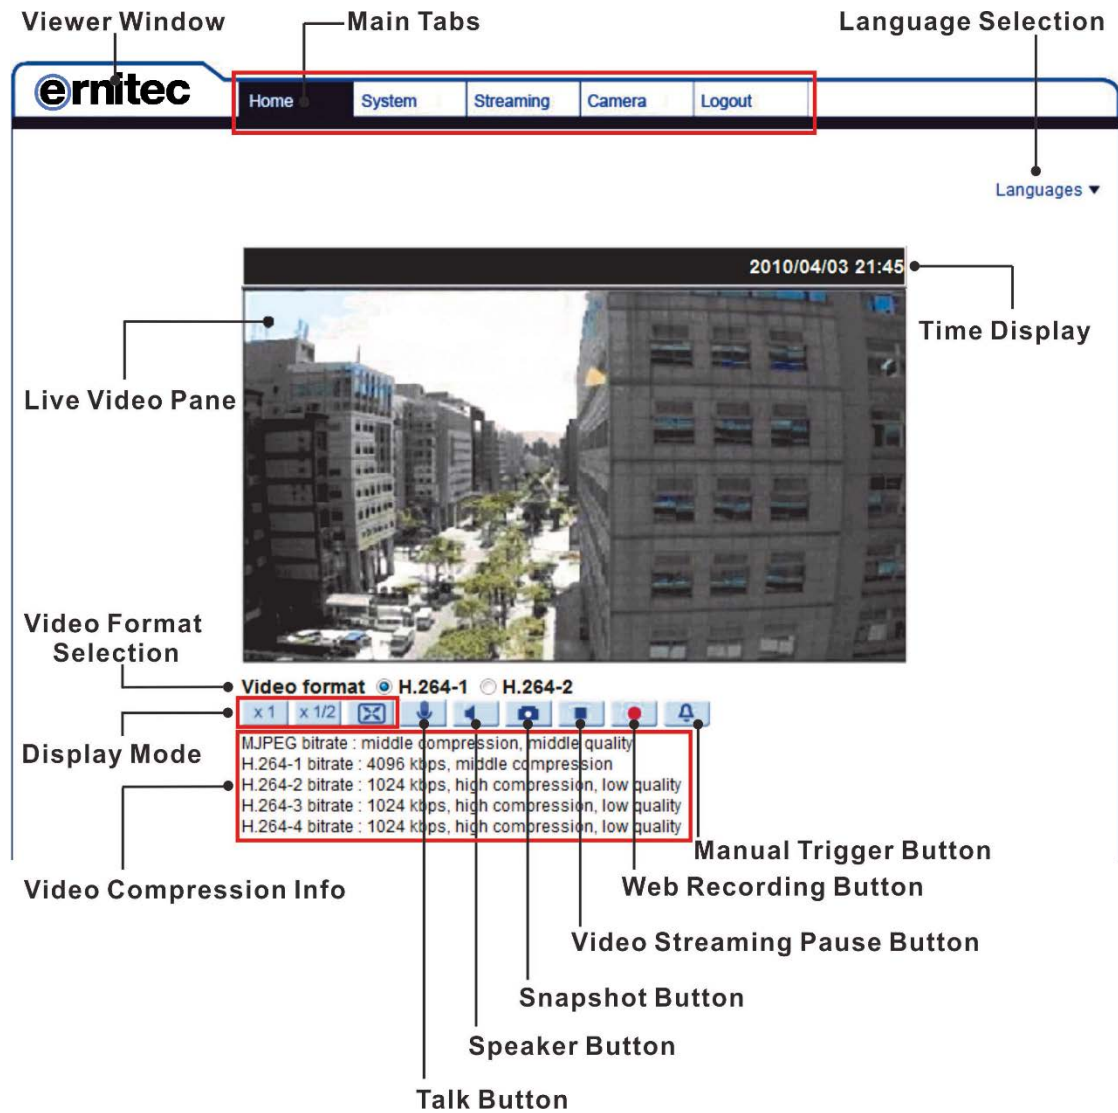 Viewer Window
Main Tabs
Language Selection
ernitec
Home
System
Streaming
Camera
Logout
Languages ▼
2010/04/03 21:45
Time Display
Live Video Pane
Video Format
Selection
Video format H.264-1 H.264-2
x 1 x 1/2
Display Mode
MJPEG bitrate : middle compression, middle quality
H.264-1 bitrate : 4096 kbps, middle compression
H.264-2 bitrate : 1024 kbps, high compression, low quality
H.264-3 bitrate : 1024 kbps, high compression, low quality
H.264-4 bitrate : 1024 kbps, high compression, low quality
Manual Trigger Button
Video Compression Info
Web Recording Button
Video Streaming Pause Button
Snapshot Button
Speaker Button
Talk Button